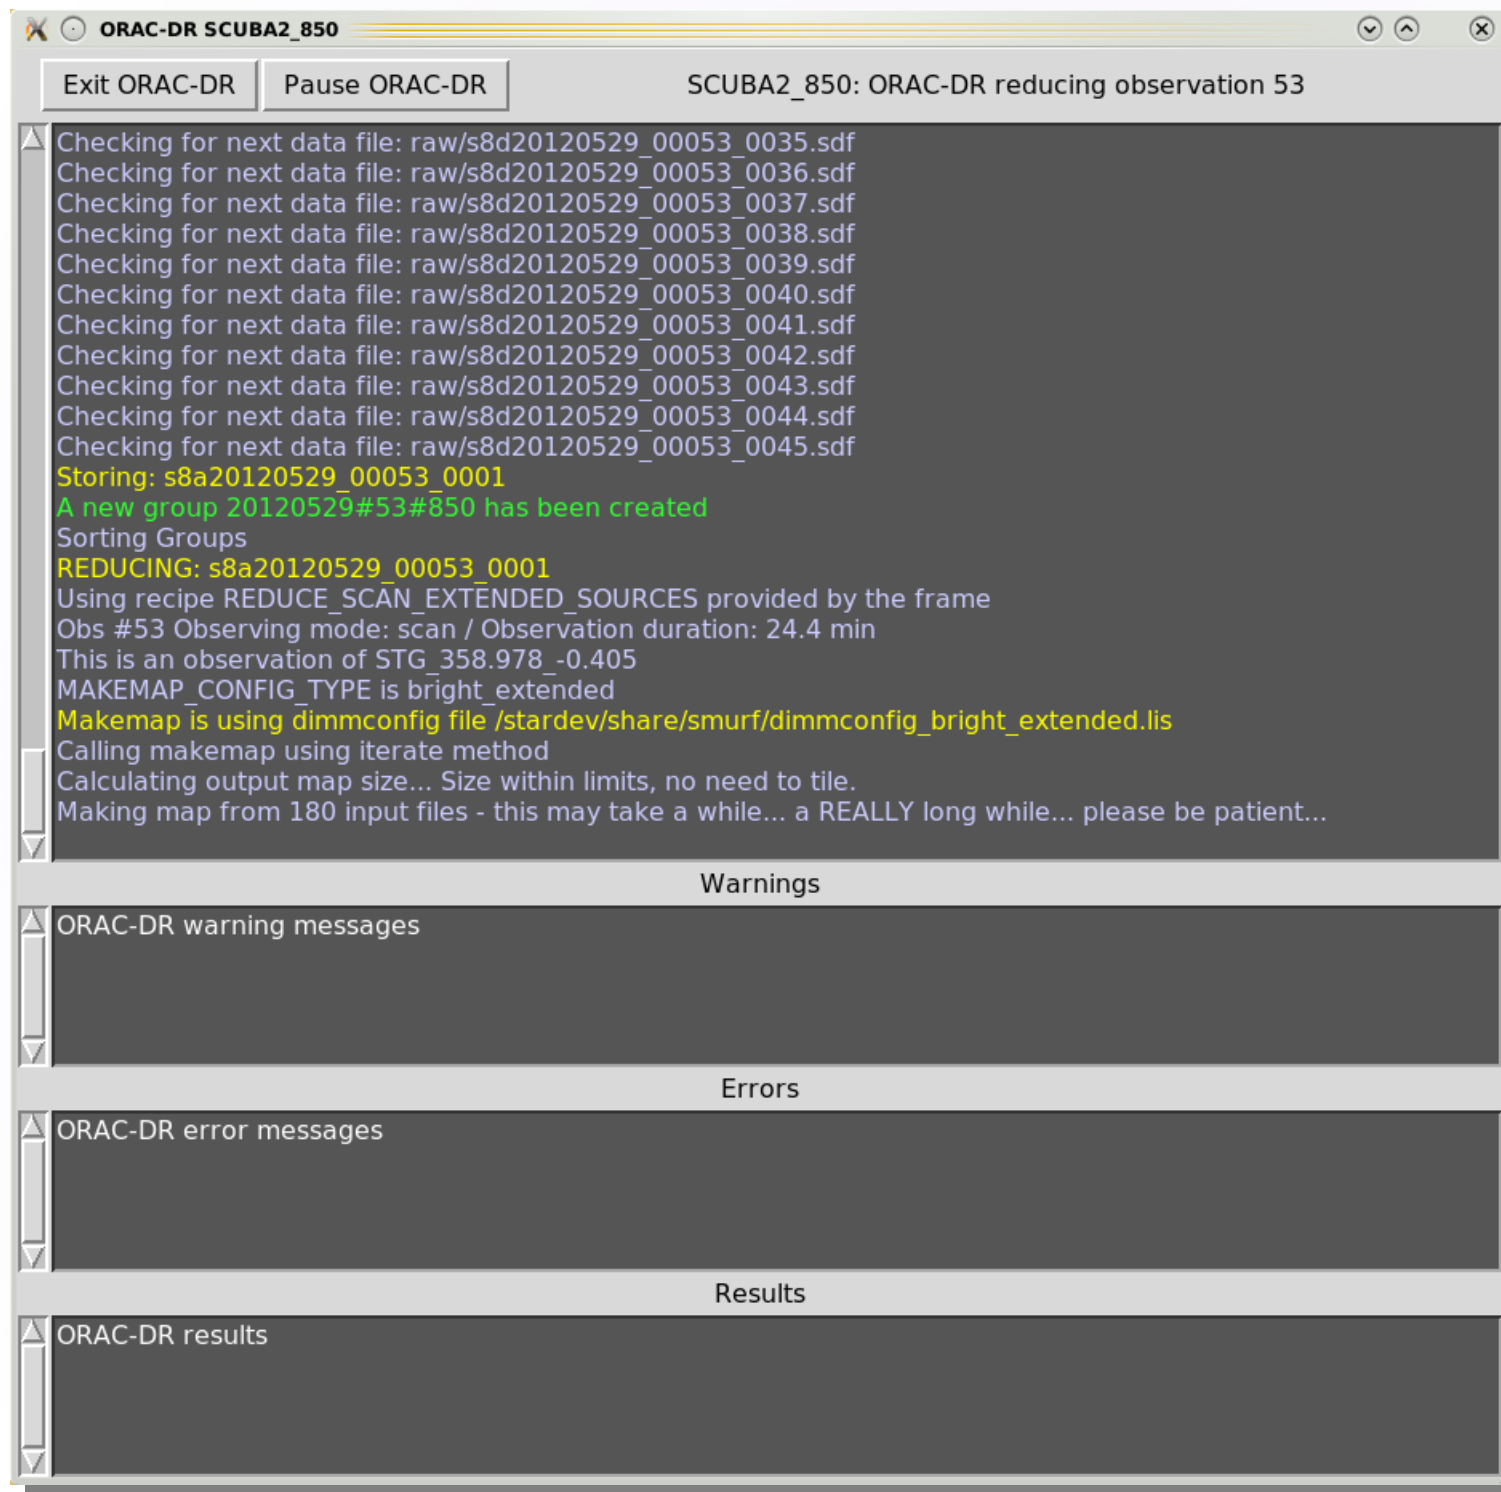 ORAC-DR SCUBA2_850
Exit ORAC-DR Pause ORAC-DR SCUBA2_850: ORAC-DR reducing observation 53
Checking for next data file: raw/s8d20120529_00053_0035.sdf
Checking for next data file: raw/s8d20120529_00053_0036.sdf
Checking for next data file: raw/s8d20120529_00053_0037.sdf
Checking for next data file: raw/s8d20120529_00053_0038.sdf
Checking for next data file: raw/s8d20120529_00053_0039.sdf
Checking for next data file: raw/s8d20120529_00053_0040.sdf
Checking for next data file: raw/s8d20120529_00053_0041.sdf
Checking for next data file: raw/s8d20120529_00053_0042.sdf
Checking for next data file: raw/s8d20120529_00053_0043.sdf
Checking for next data file: raw/s8d20120529_00053_0044.sdf
Checking for next data file: raw/s8d20120529_00053_0045.sdf
Storing: s8a20120529_00053_0001
A new group 20120529#53#850 has been created
Sorting Groups
REDUCING: s8a20120529_00053_0001
Using recipe REDUCE_SCAN_EXTENDED_SOURCES provided by the frame
Obs #53 Observing mode: scan / Observation duration: 24.4 min
This is an observation of STG_358.978_-0.405
MAKEMAP_CONFIG_TYPE is bright_extended
Makemap is using dimmconfig file /stardev/share/smurf/dimmconfig_bright_extended.lis
Calling makemap using iterate method
Calculating output map size... Size within limits, no need to tile.
Making map from 180 input files - this may take a while... a REALLY long while... please be patient...
Warnings
ORAC-DR warning messages
Errors
ORAC-DR error messages
Results
ORAC-DR results